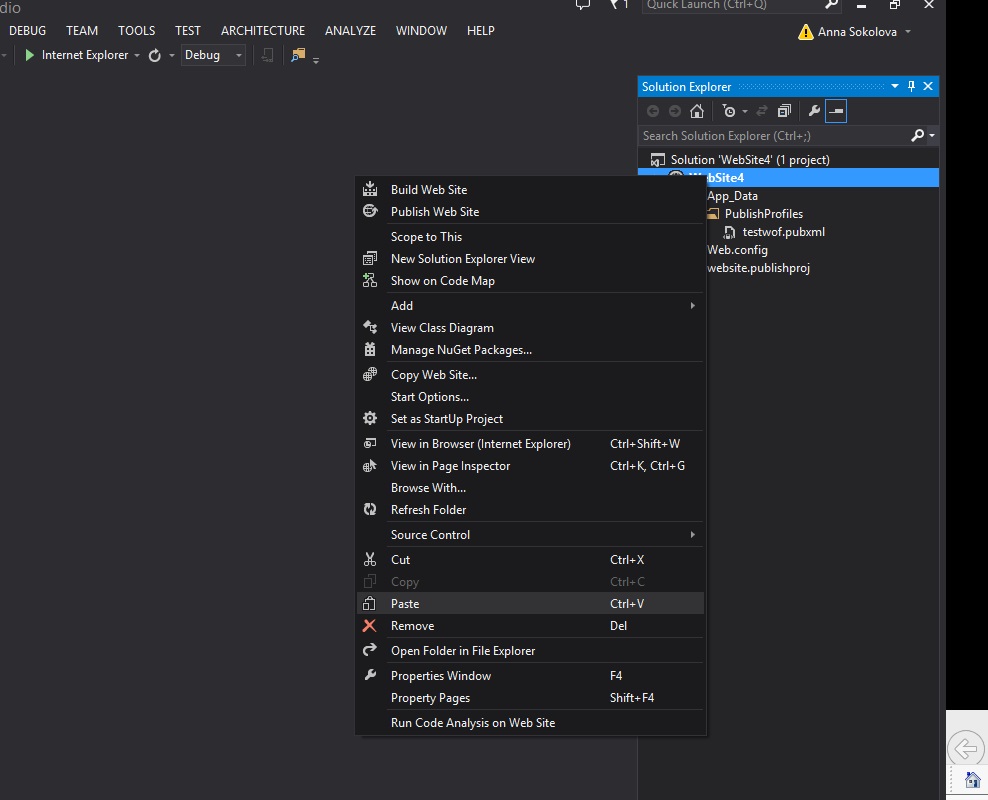 dio
1
Quick Launch (Ctrl+Q)
DEBUG TEAM TOOLS TEST ARCHITECTURE ANALYZE WINDOW HELP
Anna Sokolova
Internet Explorer
Debug
Solution Explorer
Search Solution Explorer (Ctrl+;)
Solution 'WebSite4' (1 project)
WebSite4
App_Data
PublishProfiles
testwof.pubxml
Web.config
website.publishproj
Build Web Site
Publish Web Site
Scope to This
New Solution Explorer View
Show on Code Map
Add
View Class Diagram
Manage NuGet Packages...
Copy Web Site...
Start Options...
Set as StartUp Project
View in Browser (Internet Explorer) Ctrl+Shift+W
View in Page Inspector Ctrl+K, Ctrl+G
Browse With...
Refresh Folder
Source Control
Cut Ctrl+X
Copy Ctrl+C
Paste Ctrl+V
Remove Del
Open Folder in File Explorer
Properties Window F4
Property Pages Shift+F4
Run Code Analysis on Web Site